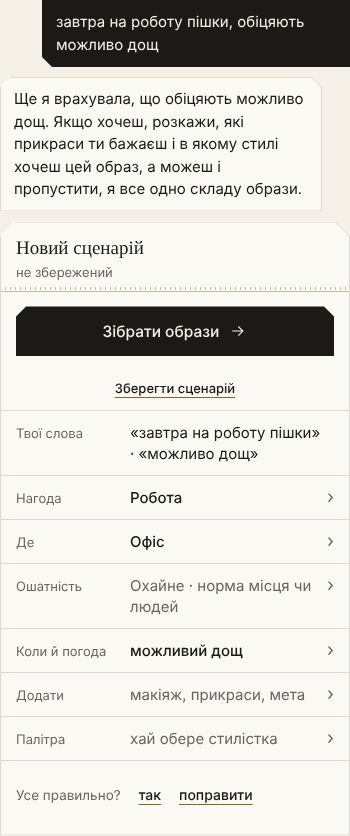 завтра на роботу пішки, обіцяють
можливо дощ
Ще я врахувала, що обіцяють можливо
дощ. Якщо хочеш, розкажи, які
прикраси ти бажаєш і в якому стилі
хочеш цей образ, а можеш і
пропустити, я все одно складу образи.
Новий сценарій
не збережений
Зібрати образи →
Зберегти сценарій
Твої слова «завтра на роботу пішки»
· «можливо дощ»
Нагода Робота ›
Де Офіс ›
Ошатність Охайне · норма місця чи ›
людей
Коли й погода можливий дощ ›
Додати макіяж, прикраси, мета ›
Палітра хай обере стилістка ›
Усе правильно? так поправити